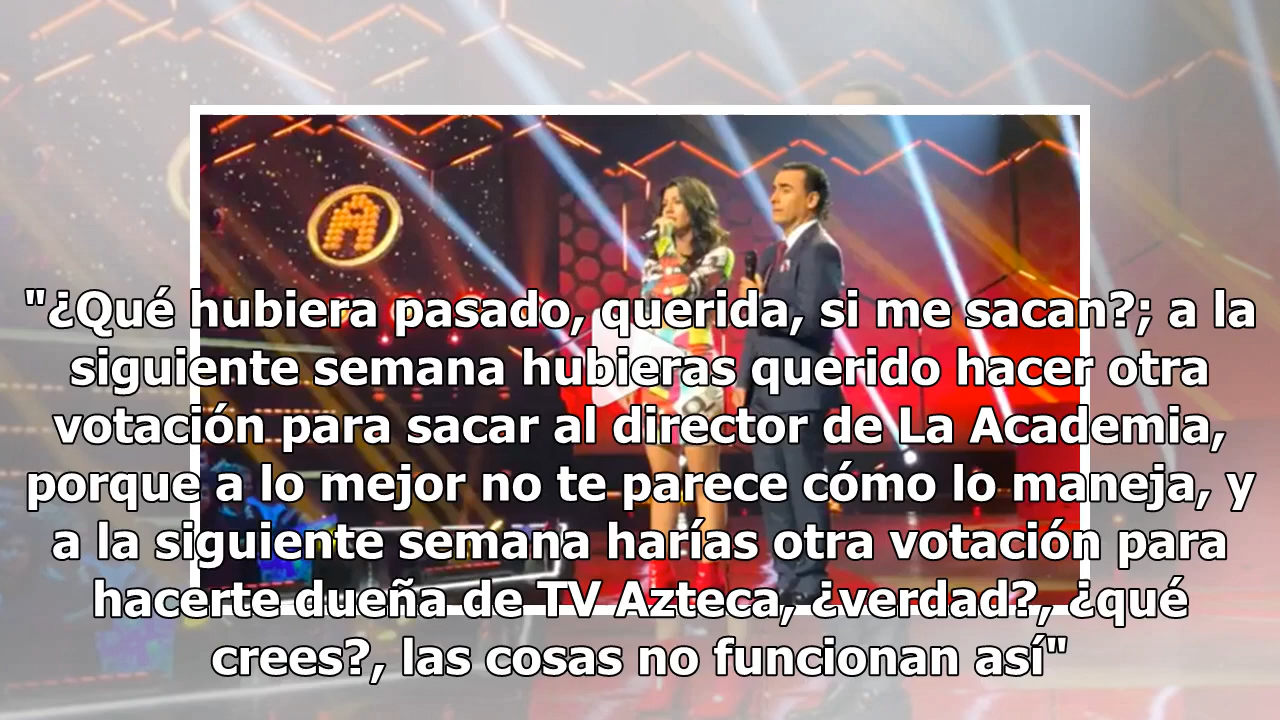 "¿Qué hubiera pasado, querida, si me sacan?; a la
siguiente semana hubieras querido hacer otra
votación para sacar al director de La Academia,
porque a lo mejor no te parece cómo lo maneja, y
a la siguiente semana harías otra votación para
hacerte dueña de TV Azteca, ¿verdad?, ¿qué
crees?, las cosas no funcionan así"
A